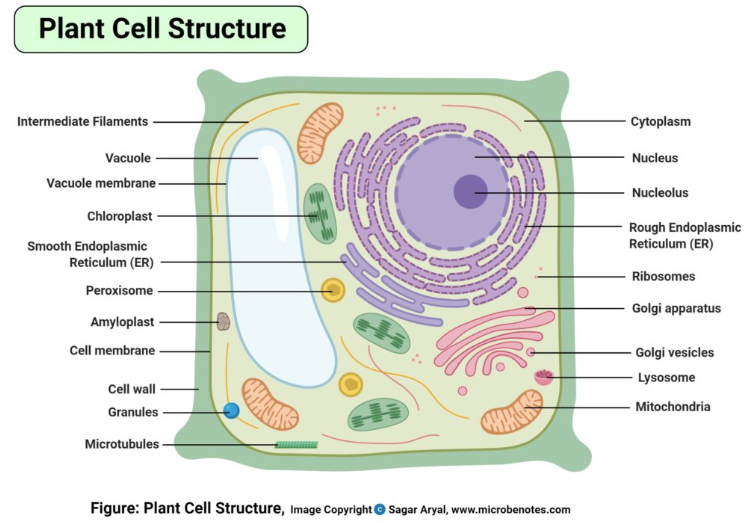 Plant Cell Structure
Intermediate Filaments
Vacuole
Vacuole membrane
Chloroplast
Smooth Endoplasmic
Reticulum (ER)
Peroxisome
Amyloplast
Cell membrane
Cell wall
Granules
Microtubules
Cytoplasm
Nucleus
Nucleolus
Rough Endoplasmic
Reticulum (ER)
Ribosomes
Golgi apparatus
Golgi vesicles
Lysosome
Mitochondria
Figure: Plant Cell Structure, Image Copyright © Sagar Aryal, www.microbenotes.com